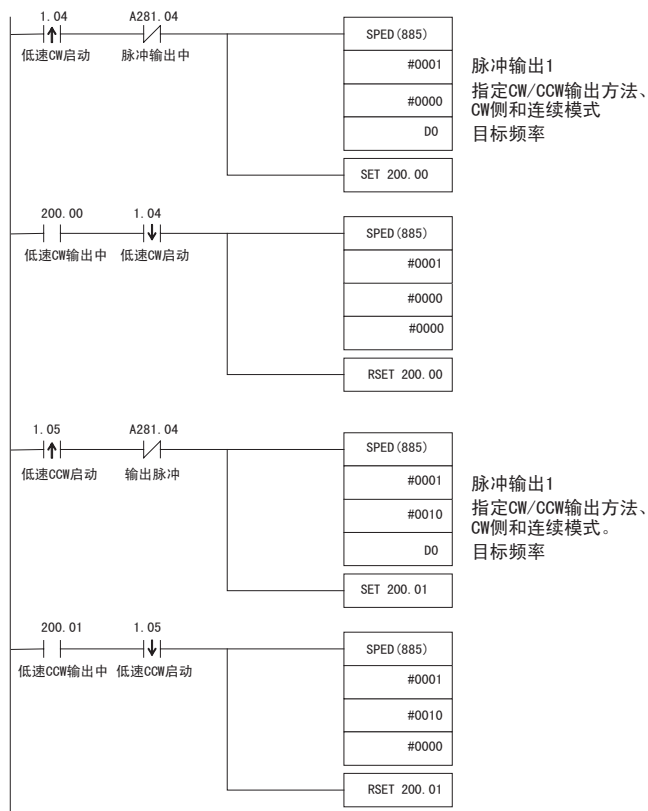 1.04 A281.04
低速CW启动 脉冲输出中
SPED(885)
#0001
#0000
D0
脉冲输出1
指定CW/CCW输出方法、
CW侧和连续模式
目标频率
SET 200.00
200.00 1.04
低速CW输出中 低速CW启动
SPED(885)
#0001
#0000
#0000
RSET 200.00
1.05 A281.04
低速CCW启动 输出脉冲
SPED(885)
#0001
#0010
D0
脉冲输出1
指定CW/CCW输出方法、
CW侧和连续模式。
目标频率
SET 200.01
200.01 1.05
低速CCW输出中 低速CCW启动
SPED(885)
#0001
#0010
#0000
RSET 200.01